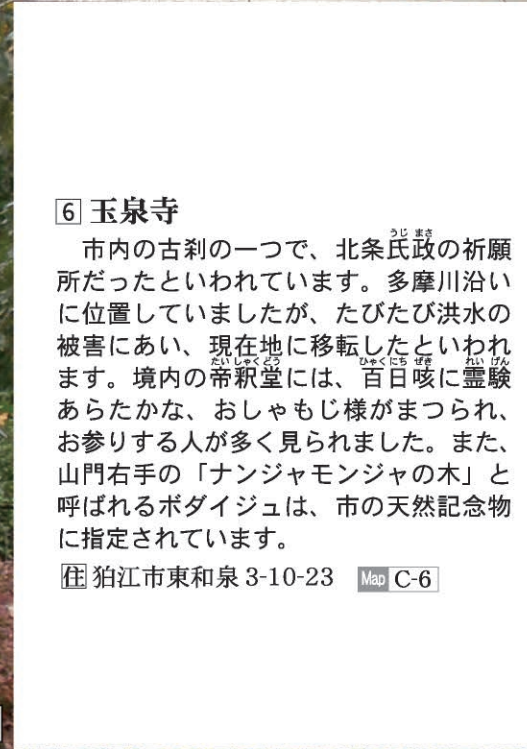 6 玉泉寺
市内の古刹の一つで、北条氏政の祈願
所だったといわれています。多摩川沿い
に位置していましたが、たびたび洪水の
被害にあい、現在地に移転したといわれ
ます。境内の帝釈堂には、百日咳に霊験
あらたかな、おしゃもじ様がまつられ、
お参りする人が多く見られました。また、
山門右手の「ナンジャモンジャの木」と
呼ばれるボダイジュは、市の天然記念物
に指定されています。
住 狛江市東和泉 3-10-23 Map C-6